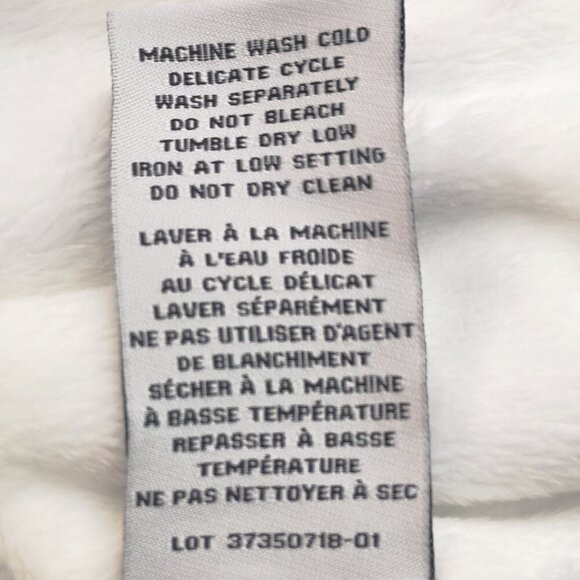 MACHINE WASH COLD
DELICATE CYCLE
WASH SEPARATELY
DO NOT BLEACH
TUMBLE DRY LOW
IRON AT LOW SETTING
DO NOT DRY CLEAN
LAVER À LA MACHINE
À L'EAU FROIDE
AU CYCLE DÉLICAT
LAVER SÉPARÉMENT
NE PAS UTILISER D'AGENT
DE BLANCHIMENT
SÉCHER À LA MACHINE
À BASSE TEMPÉRATURE
REPASSER À BASSE
TEMPÉRATURE
NE PAS NETTOYER À SEC
LOT 37350718-01